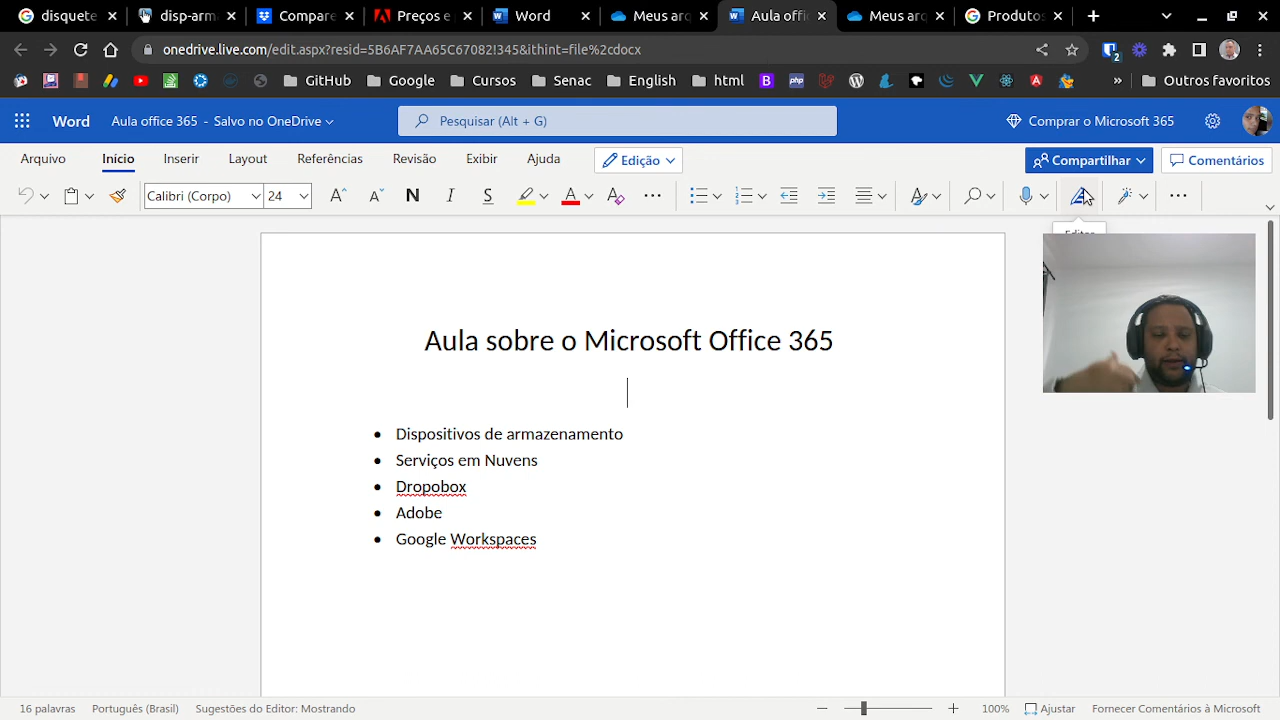 disquete
disp-arm
Compare
Preços e p
Word
Meus arq
Aula offic
Meus arq
Produtos
onedrive.live.com/edit.aspx?resid=5B6AF7AA65C67082!345&ithint=file%2cdocx
2
GitHub
Google
Cursos
Senac
English
html
B
php
»
Outros favoritos
Word
Aula office 365 - Salvo no OneDrive
Pesquisar (Alt + G)
Comprar o Microsoft 365
Arquivo
Início
Inserir
Layout
Referências
Revisão
Exibir
Ajuda
Edição
Compartilhar
Comentários
Calibri (Corpo)
24
A A N I S A A
Aula sobre o Microsoft Office 365
• Dispositivos de armazenamento
• Serviços em Nuvens
• Dropobox
• Adobe
• Google Workspaces
16 palavras
Português (Brasil)
Sugestões do Editor: Mostrando
100%
Ajustar
Fornecer Comentários à Microsoft